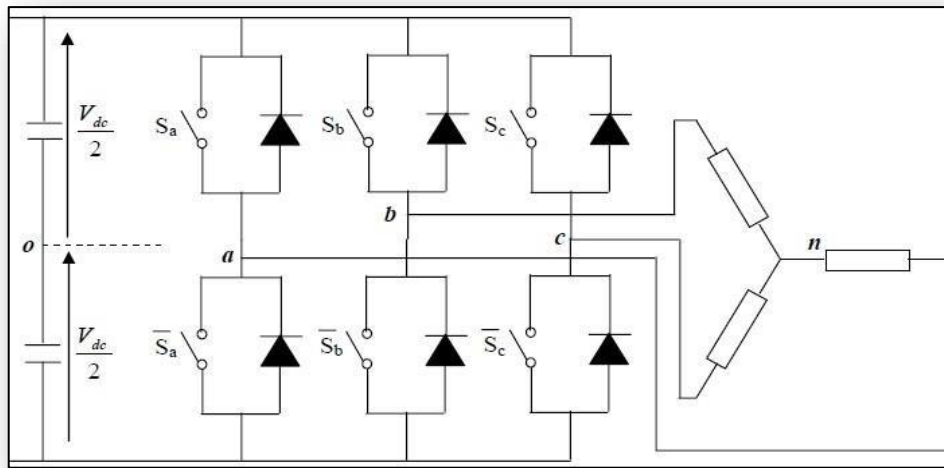 V_dc/2
S_a
S_b
S_c
b
o
a
c
n
V_dc/2
S̅_a
S̅_b
S̅_c